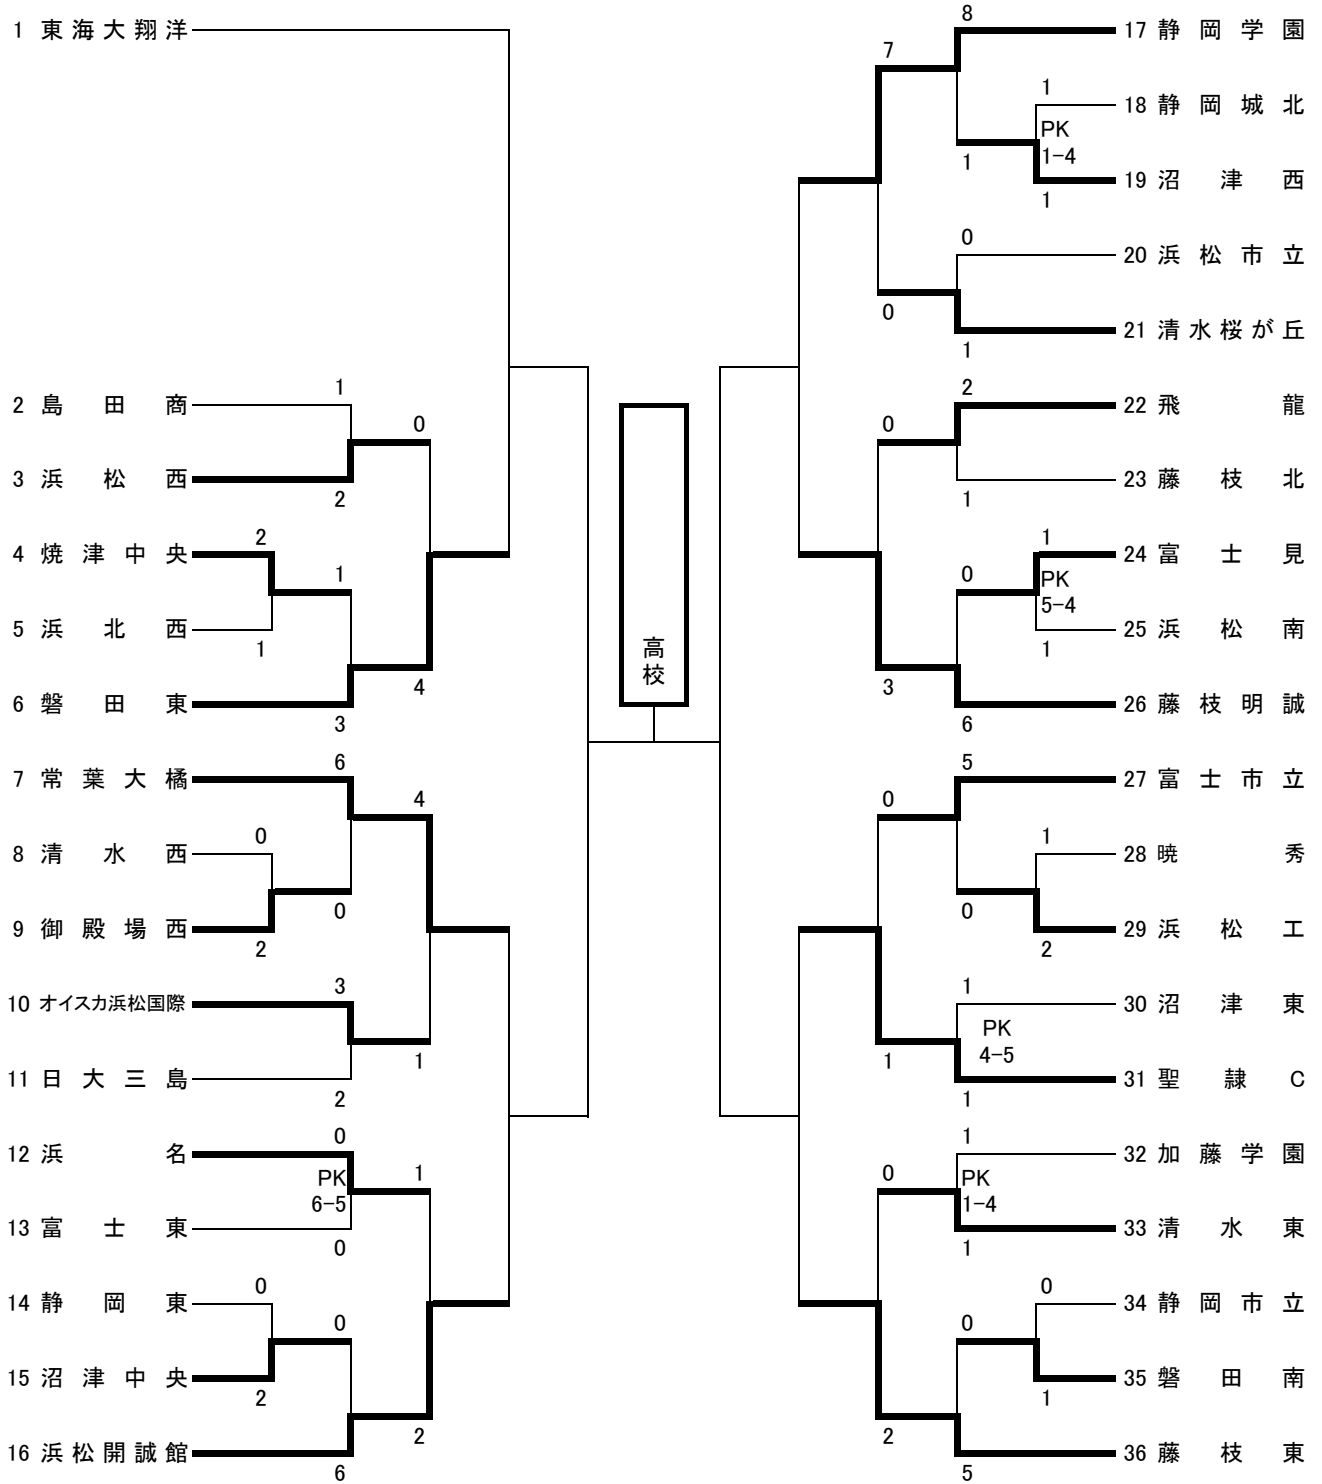 1 東海大翔洋
1
2 島田商
0
3 浜松西
2
2
4 焼津中央
1
5 浜北西
1
4
6 磐田東
3
6
7 常葉大橘
4
0
8 清水西
0
9 御殿場西
2
3
10 オイスカ浜松国際
1
11 日大三島
2
0
12 浜名
PK
6-5
1
13 富士東
0
0
14 静岡東
0
15 沼津中央
2
2
16 浜松開誠館
6
高校
8
17 静岡学園
7
1
18 静岡城北
PK
1-4
1
19 沼津西
1
0
20 浜松市立
0
21 清水桜が丘
1
2
22 飛龍
0
23 藤枝北
1
1
24 富士見
0
PK
5-4
25 浜松南
1
3
26 藤枝明誠
6
5
27 富士市立
0
1
28 暁秀
0
29 浜松工
2
1
30 沼津東
PK
4-5
1
31 聖隷C
1
1
32 加藤学園
0
PK
1-4
33 清水東
1
0
34 静岡市立
0
35 磐田南
1
2
36 藤枝東
5